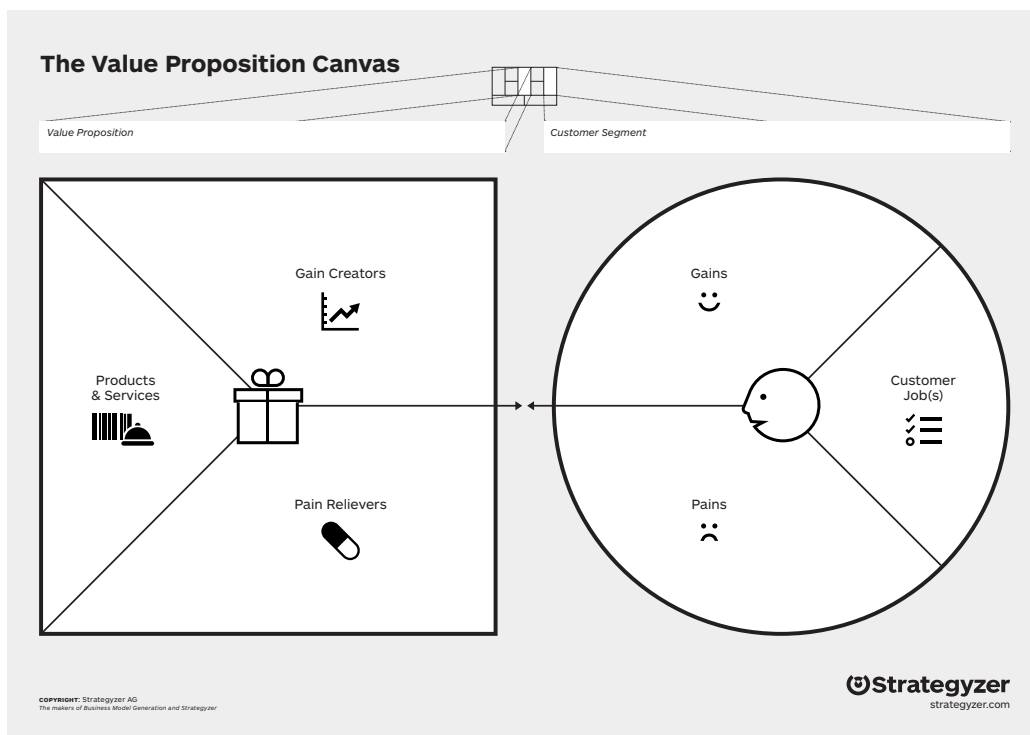 The Value Proposition Canvas
Value Proposition
Customer Segment
Gain Creators
Gains
Products
& Services
Customer
Job(s)
Pain Relievers
Pains
COPYRIGHT: Strategyzer AG
The makers of Business Model Generation and Strategyzer
Strategyzer
strategyzer.com